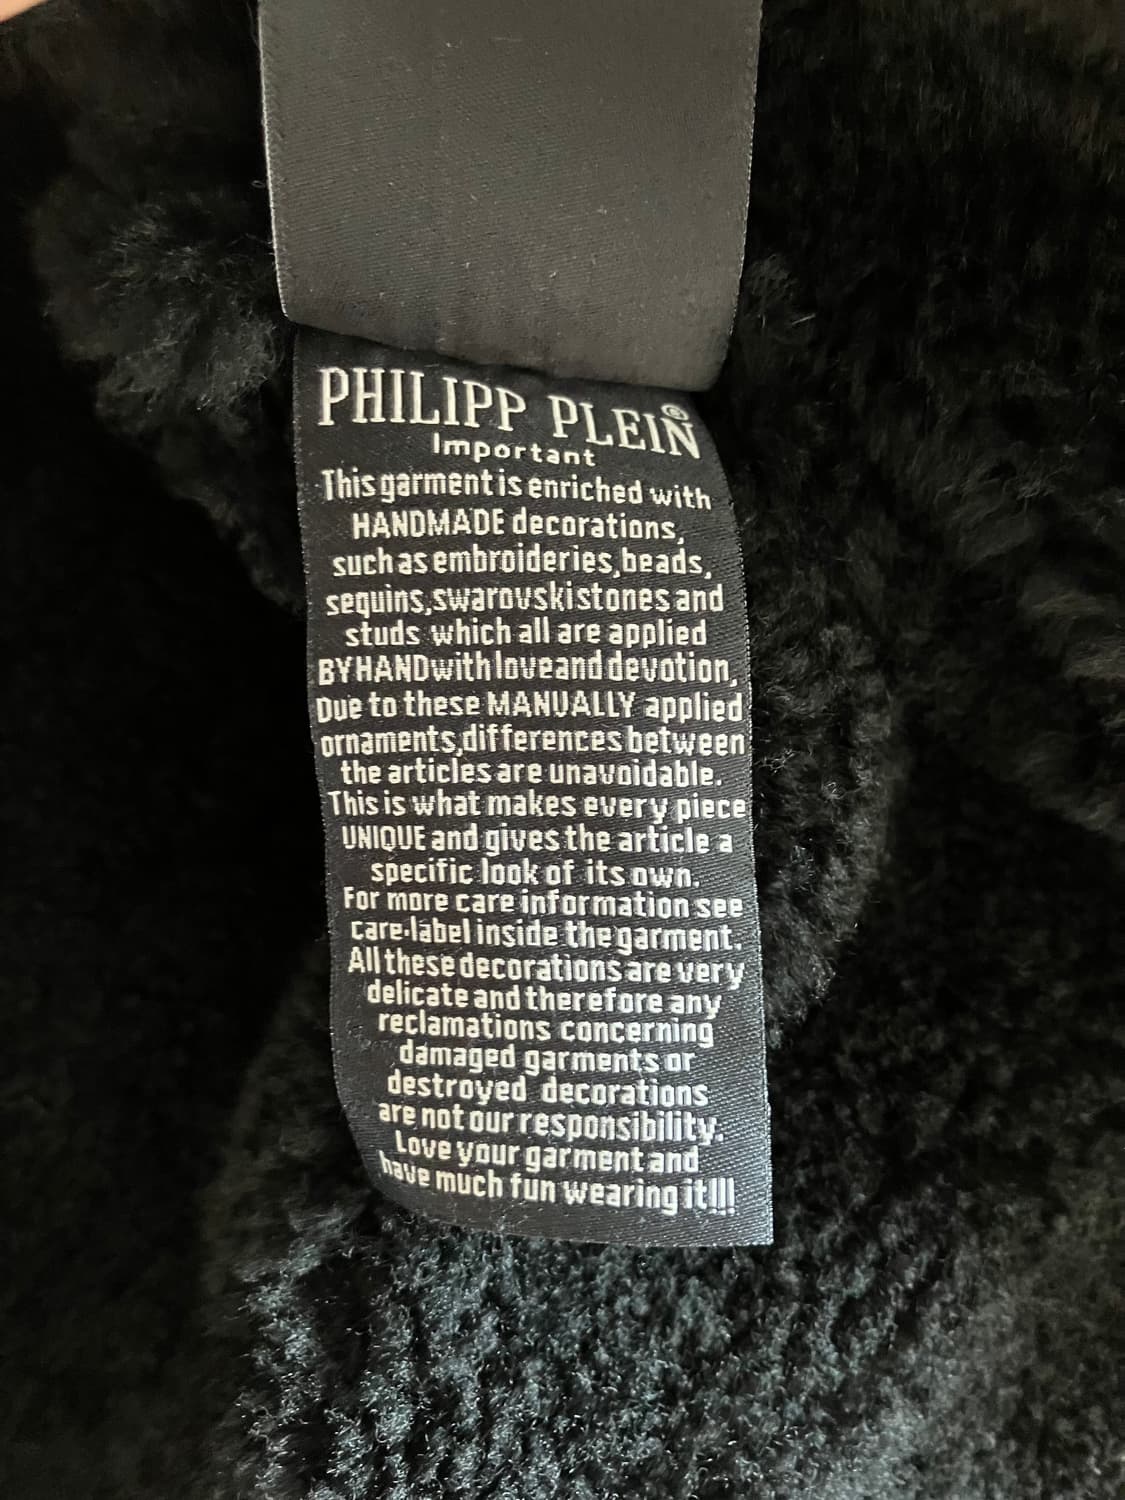 PHILIPP PLEIN®
Important
This garment is enriched with
HANDMADE decorations,
such as embroideries, beads,
sequins, swarovski stones and
studs which all are applied
BY HAND with love and devotion,
Due to these MANUALLY applied
ornaments, differences between
the articles are unavoidable.
This is what makes every piece
UNIQUE and gives the article a
specific look of its own.
For more care information see
care-label inside the garment.
All these decorations are very
delicate and therefore any
reclamations concerning
damaged garments or
destroyed decorations
are not our responsibility.
Love your garment and
have much fun wearing it!!!